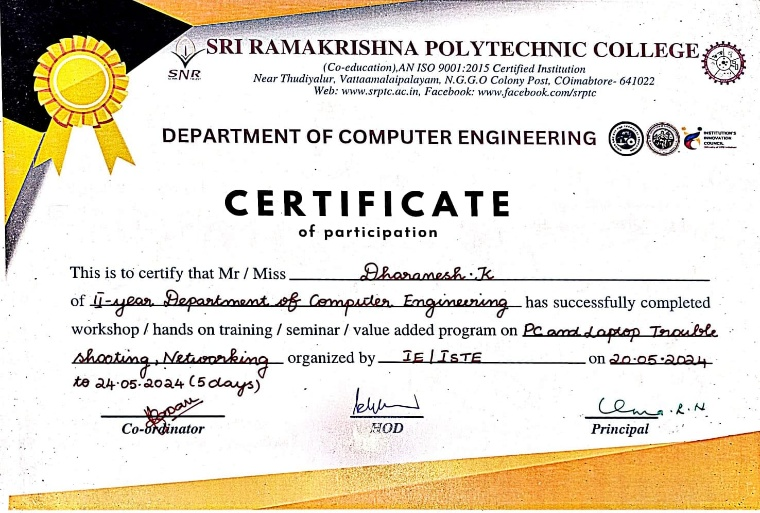 SRI RAMAKRISHNA POLYTECHNIC COLLEGE
SNR
(Co-education),AN ISO 9001:2015 Certified Institution
Near Thudiyalur, Vattaamalaipalayam, N.G.G.O Colony Post, COimabtore- 641022
Web: www.srptc.ac.in, Facebook: www.facebook.com/srptc
DEPARTMENT OF COMPUTER ENGINEERING
INSTITUTION'S
INNOVATION
COUNCIL
CERTIFICATE
of participation
This is to certify that Mr / Miss Dharanesh.K
of II-year Department of Computer Engineering has successfully completed
workshop / hands on training / seminar / value added program on PC and Laptop Trouble
shooting, Networking organized by IE/ISTE on 20.05.2024
to 24.05.2024 (5days)
Co-ordinator HOD Principal